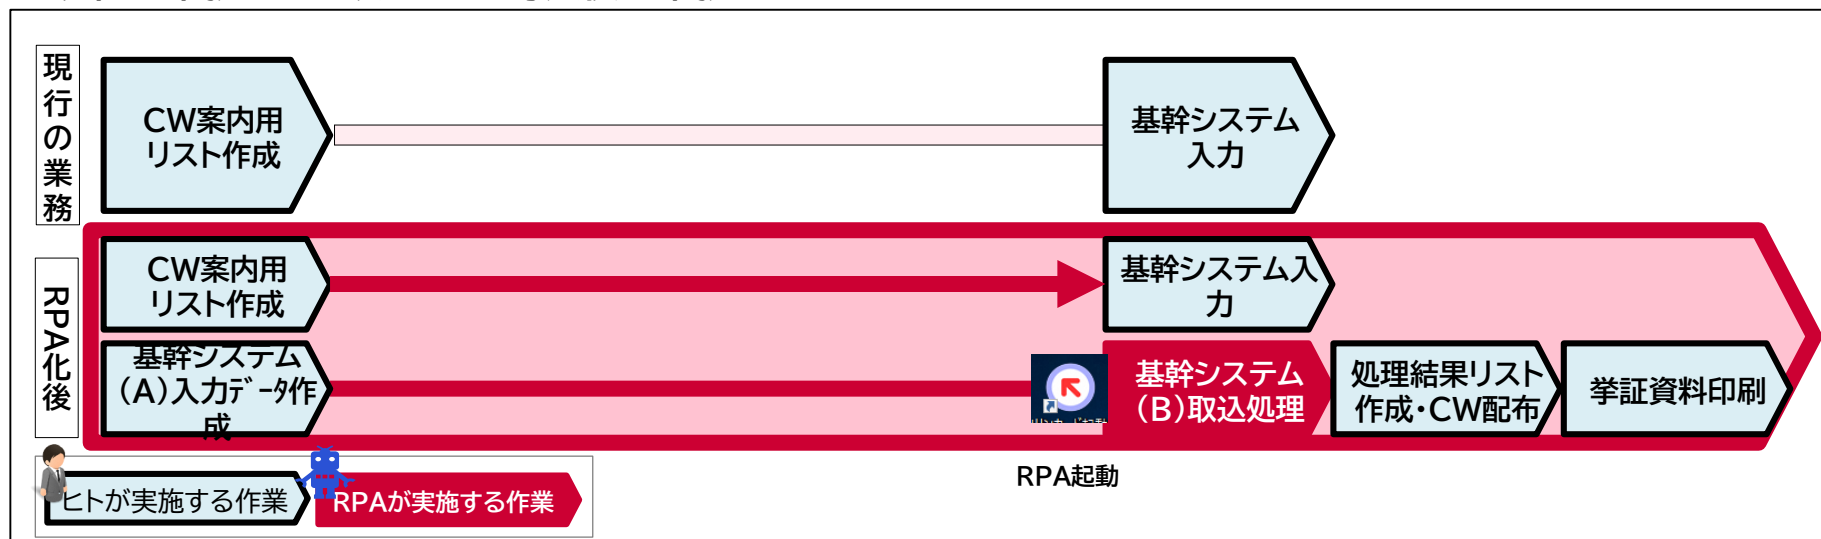 現行の業務
CW案内用
リスト作成
基幹システム
入力
RPA化後
CW案内用
リスト作成
基幹システム入
力
基幹システム
(A)入力ﾃﾞｰﾀ作
成
基幹システム
(B)取込処理
処理結果リスト
作成・CW配布
挙証資料印刷
RPA起動
ヒトが実施する作業
RPAが実施する作業